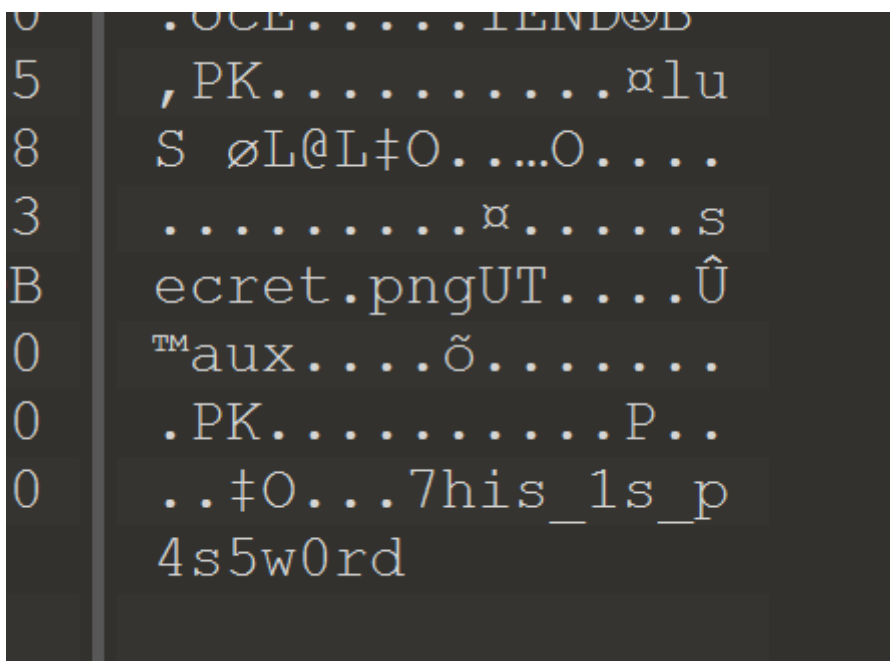 0 .OCE.....IEND®B
5 ,PK..........¤lu
8 S øL@L‡O..…O....
3 .........¤.....s
B ecret.pngUT....Û
0 ™aux....õ.......
0 .PK..........P..
0 ..‡O...7his_1s_p
4s5w0rd